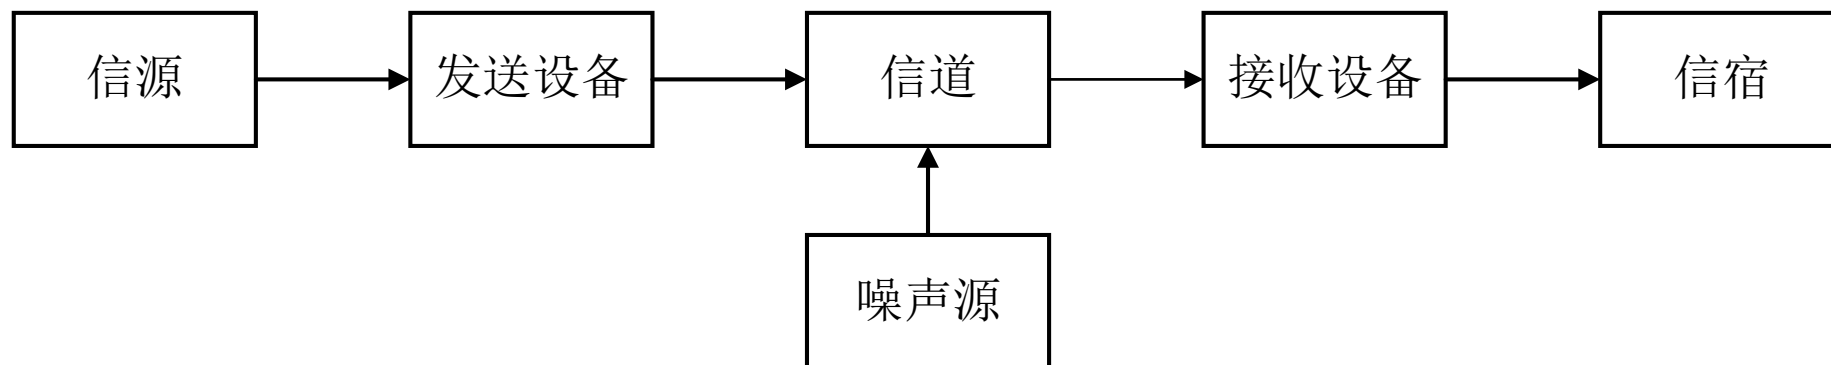 信源
发送设备
信道
接收设备
信宿
噪声源